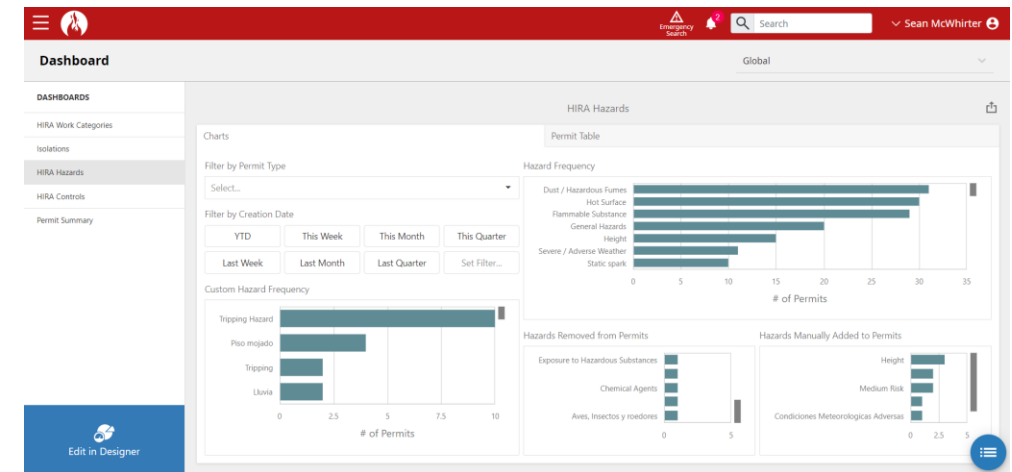 Emergency
Search
2
Search
Sean McWhirter
Dashboard
Global
DASHBOARDS
HIRA Work Categories
Isolations
HIRA Hazards
HIRA Controls
Permit Summary
Edit in Designer
HIRA Hazards
Charts
Permit Table
Filter by Permit Type
Select...
Filter by Creation Date
YTD
This Week
This Month
This Quarter
Last Week
Last Month
Last Quarter
Set Filter...
Custom Hazard Frequency
Tripping Hazard
Piso mojado
Tripping
Lluvia
0 2.5 5 7.5 10
# of Permits
Hazard Frequency
Dust / Hazardous Fumes
Hot Surface
Flammable Substance
General Hazards
Height
Severe / Adverse Weather
Static spark
0 5 10 15 20 25 30 35
# of Permits
Hazards Removed from Permits
Exposure to Hazardous Substances
Chemical Agents
Aves, Insectos y roedores
0 5
Hazards Manually Added to Permits
Height
Medium Risk
Condiciones Meteorologicas Adversas
0 2.5 5